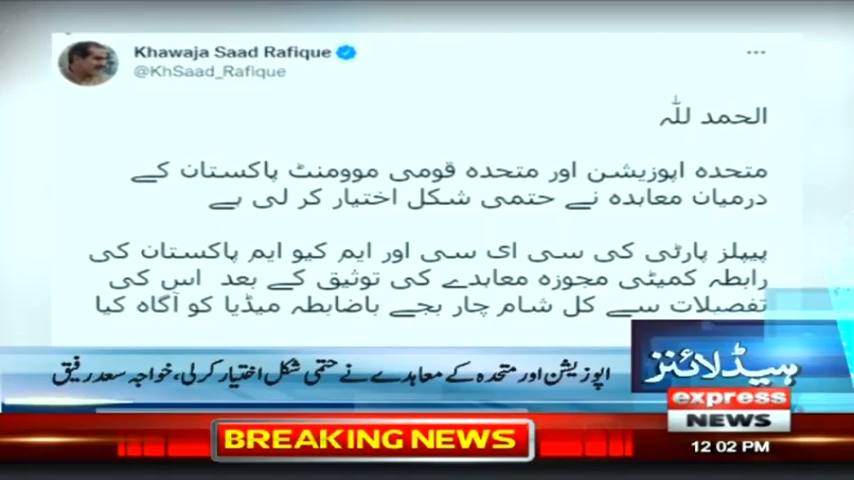 Khawaja Saad Rafique
@KhSaad_Rafique
الحمد للّٰہ
متحدہ اپوزیشن اور متحدہ قومی موومنٹ پاکستان کے
درمیان معاہدہ نے حتمی شکل اختیار کر لی ہے
پیپلز پارٹی کی سی ای سی اور ایم کیو ایم پاکستان کی
رابطہ کمیٹی مجوزہ معاہدے کی توثیق کے بعد اس کی
تفصیلات سے کل شام چار بجے باضابطہ میڈیا کو آگاہ کیا
ہیڈلائنز
اپوزیشن اور متحدہ کے معاہدے نے حتمی شکل اختیار کرلی، خواجہ سعد رفیق
express
NEWS
BREAKING NEWS
12:02 PM